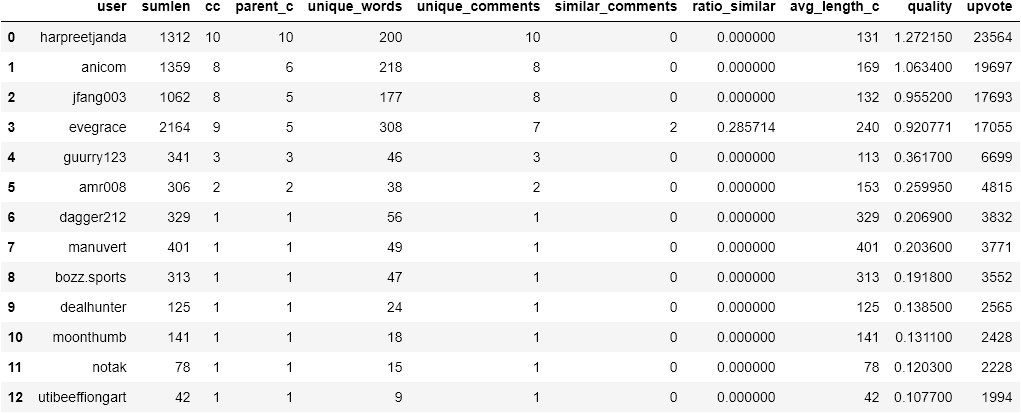 user sumlen cc parent_c unique_words unique_comments similar_comments ratio_similar avg_length_c quality upvote
0 harpreetjanda 1312 10 10 200 10 0 0.000000 131 1.272150 23564
1 anicom 1359 8 6 218 8 0 0.000000 169 1.063400 19697
2 jfang003 1062 8 5 177 8 0 0.000000 132 0.955200 17693
3 evegrace 2164 9 5 308 7 2 0.285714 240 0.920771 17055
4 guurry123 341 3 3 46 3 0 0.000000 113 0.361700 6699
5 amr008 306 2 2 38 2 0 0.000000 153 0.259950 4815
6 dagger212 329 1 1 56 1 0 0.000000 329 0.206900 3832
7 manuvert 401 1 1 49 1 0 0.000000 401 0.203600 3771
8 bozz.sports 313 1 1 47 1 0 0.000000 313 0.191800 3552
9 dealhunter 125 1 1 24 1 0 0.000000 125 0.138500 2565
10 moonthumb 141 1 1 18 1 0 0.000000 141 0.131100 2428
11 notak 78 1 1 15 1 0 0.000000 78 0.120300 2228
12 utibeeffiongart 42 1 1 9 1 0 0.000000 42 0.107700 1994